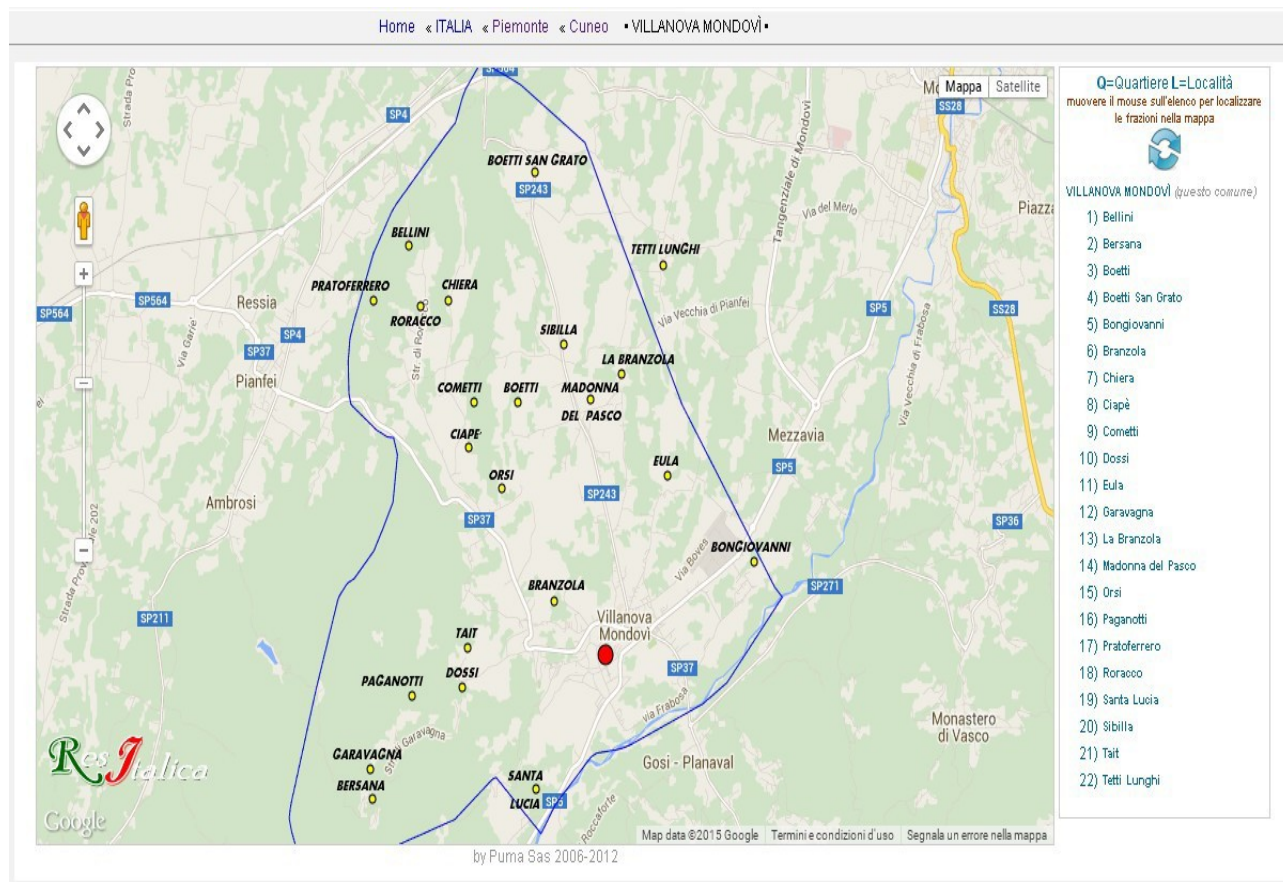 Home « ITALIA « Piemonte « Cuneo • VILLANOVA MONDOVÌ •
Mappa Satellite
SP4
SS28
BOETTI SAN GRATO
SP243
Strada Pro
Tangenziale di Mondovì
Via del Merlo
Piazza
BELLINI
TETTI LUNGHI
PRATOFERRERO
CHIERA
RORACCO
SP564
SP564
Ressia
SP4
Via Garie'
SP37
Pianfei
Via Vecchia di Pianfei
SP5
SS28
Via Vecchia di Frabosa
SIBILLA
LA BRANZOLA
COMETTI
BOETTI
MADONNA
DEL PASCO
CIAPE'
Mezzavia
SP5
ORSI
EULA
SP243
Ambrosi
SP37
SP36
BONGIOVANNI
Via Boves
SP271
BRANZOLA
SP211
Villanova
Mondovì
TAIT
DOSSI
SP37
PAGANOTTI
via Frabosa
Monastero
di Vasco
Gosi - Planaval
GARAVAGNA
BERSANA
SANTA
LUCIA
SP5
Roccaforte
Res Italica
Google
Map data ©2015 Google Termini e condizioni d'uso Segnala un errore nella mappa
by Puma Sas 2006-2012
Q=Quartiere L=Località
muovere il mouse sull'elenco per localizzare
le frazioni nella mappa
VILLANOVA MONDOVÌ (questo comune)
1) Bellini
2) Bersana
3) Boetti
4) Boetti San Grato
5) Bongiovanni
6) Branzola
7) Chiera
8) Ciapè
9) Cometti
10) Dossi
11) Eula
12) Garavagna
13) La Branzola
14) Madonna del Pasco
15) Orsi
16) Paganotti
17) Pratoferrero
18) Roracco
19) Santa Lucia
20) Sibilla
21) Tait
22) Tetti Lunghi